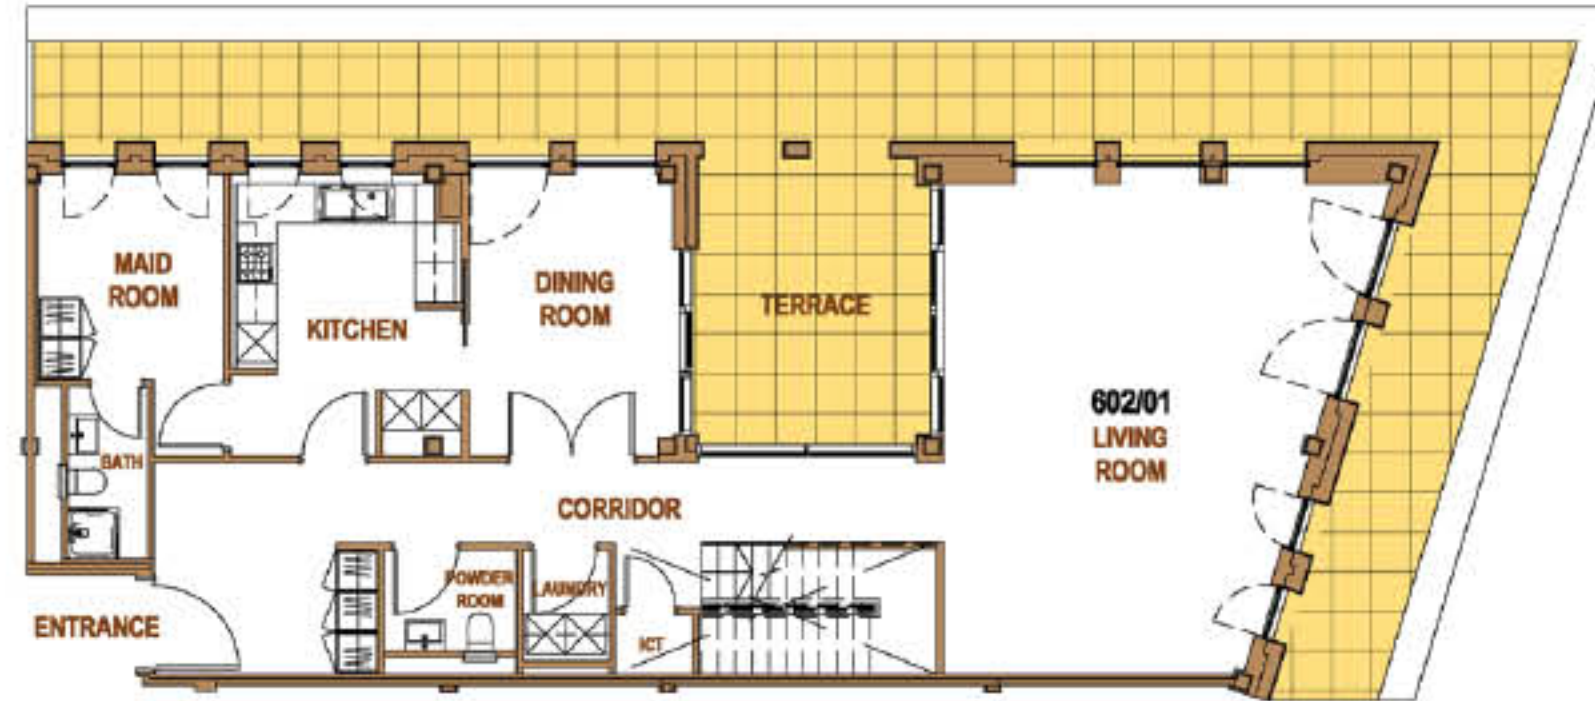 MAID
ROOM
KITCHEN
DINING
ROOM
TERRACE
602/01
LIVING
ROOM
BATH
CORRIDOR
POWDER
ROOM
LAUNDRY
ICT
ENTRANCE